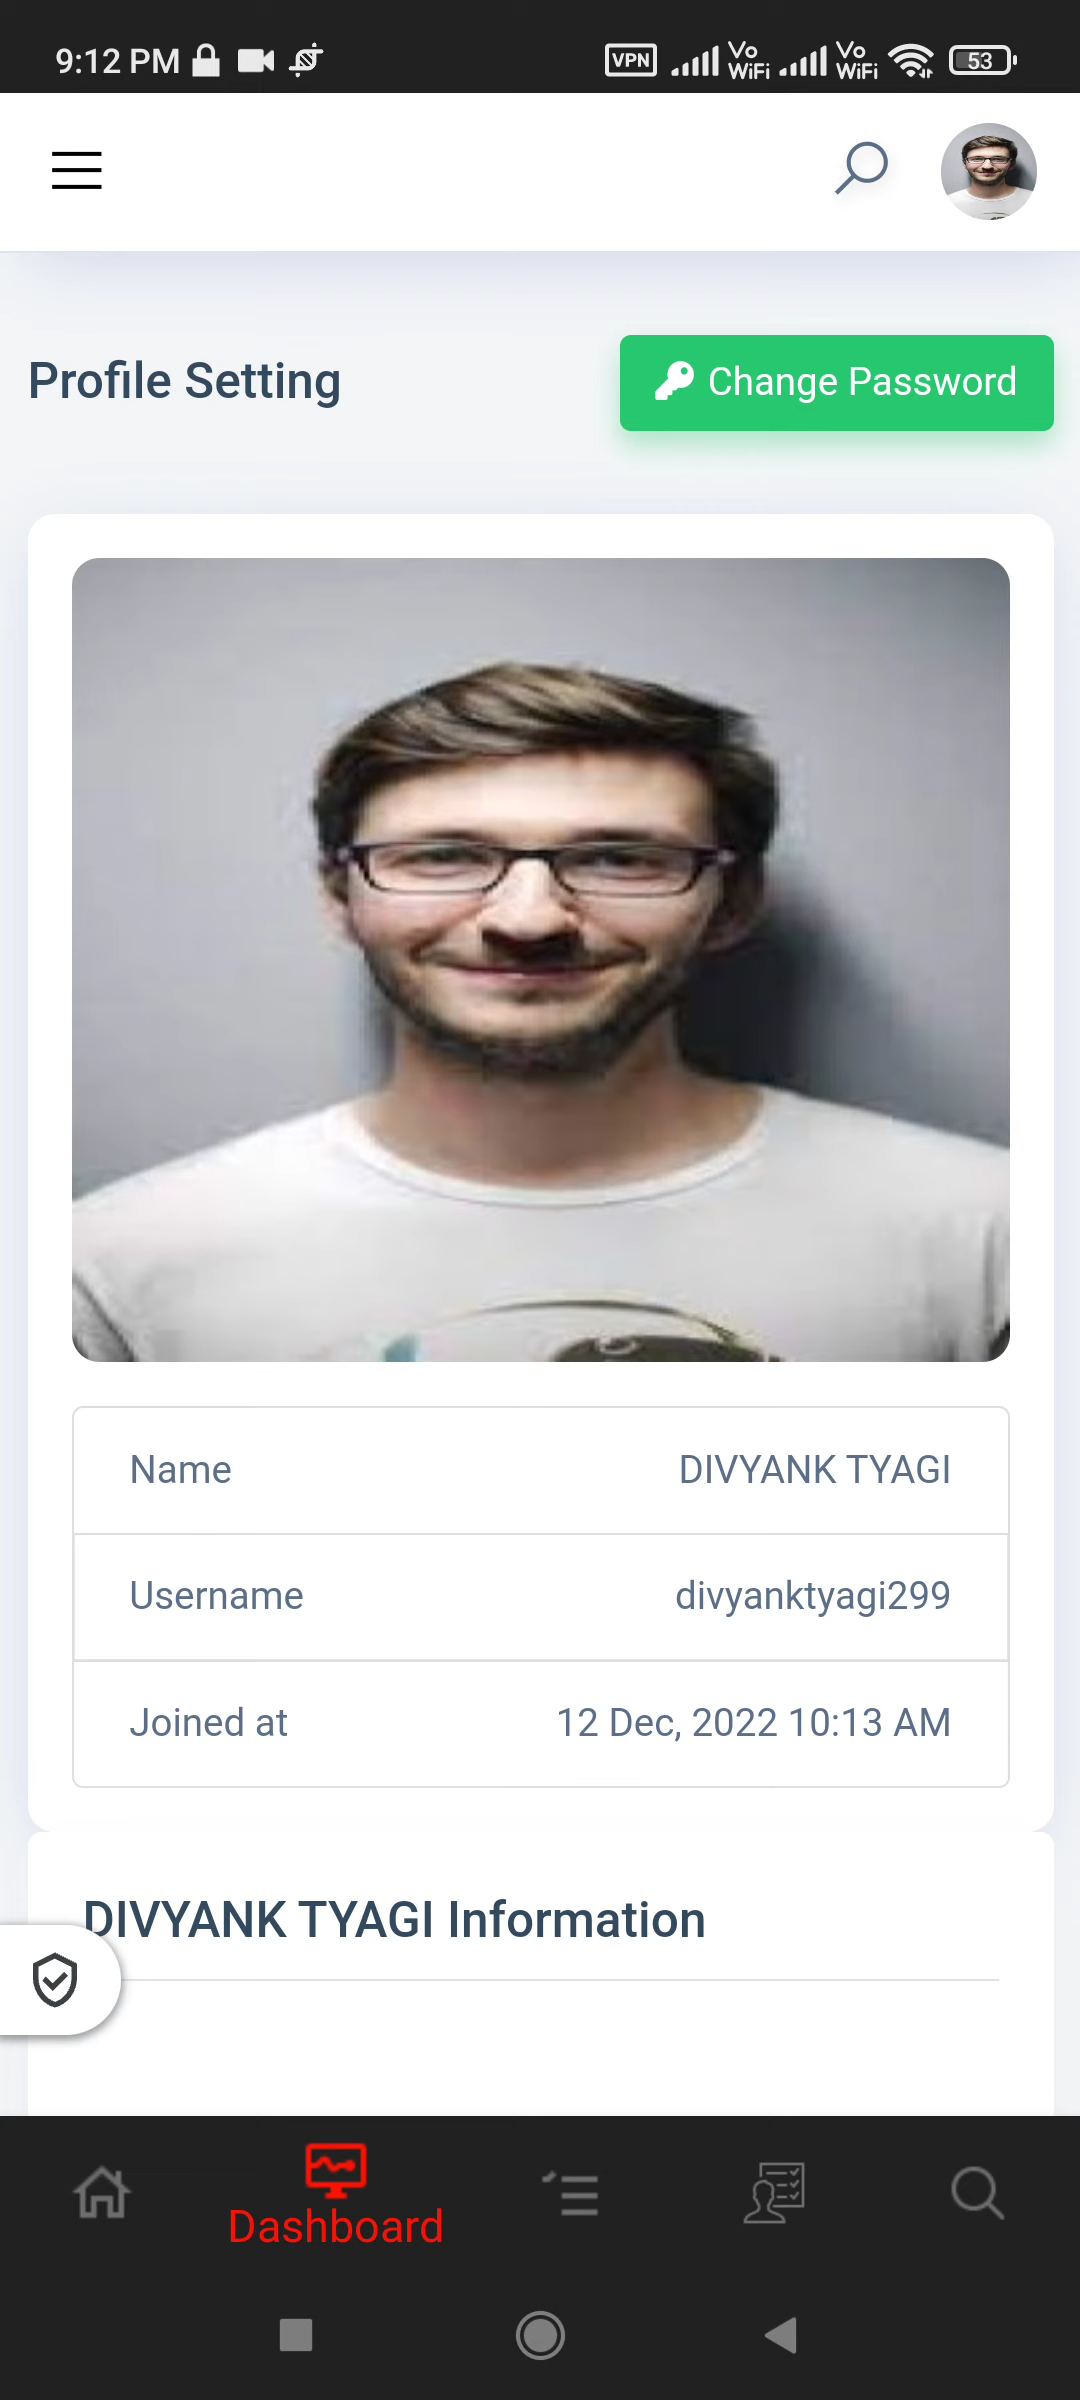 9:12 PM VPN Vo WiFi Vo WiFi 53
Profile Setting Change Password
Name DIVYANK TYAGI
Username divyanktyagi299
Joined at 12 Dec, 2022 10:13 AM
DIVYANK TYAGI Information
Dashboard